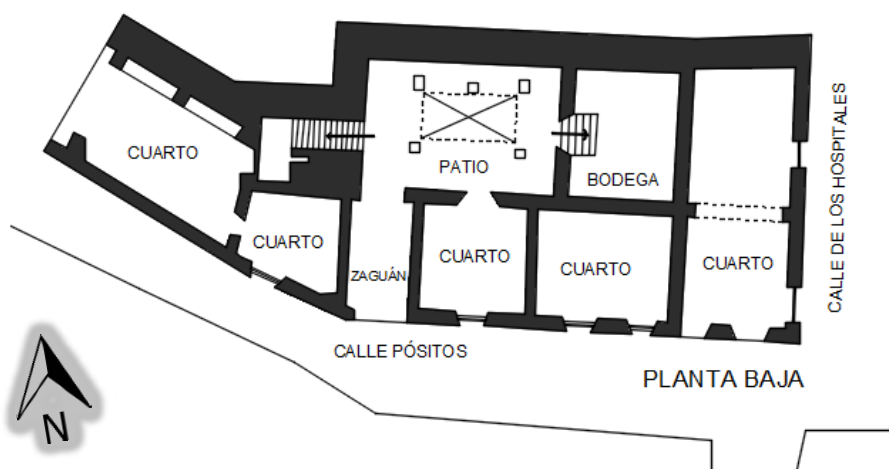 CUARTO
PATIO
BODEGA
CALLE DE LOS HOSPITALES
CUARTO
ZAGUÁN
CUARTO
CUARTO
CUARTO
CALLE PÓSITOS
PLANTA BAJA
N